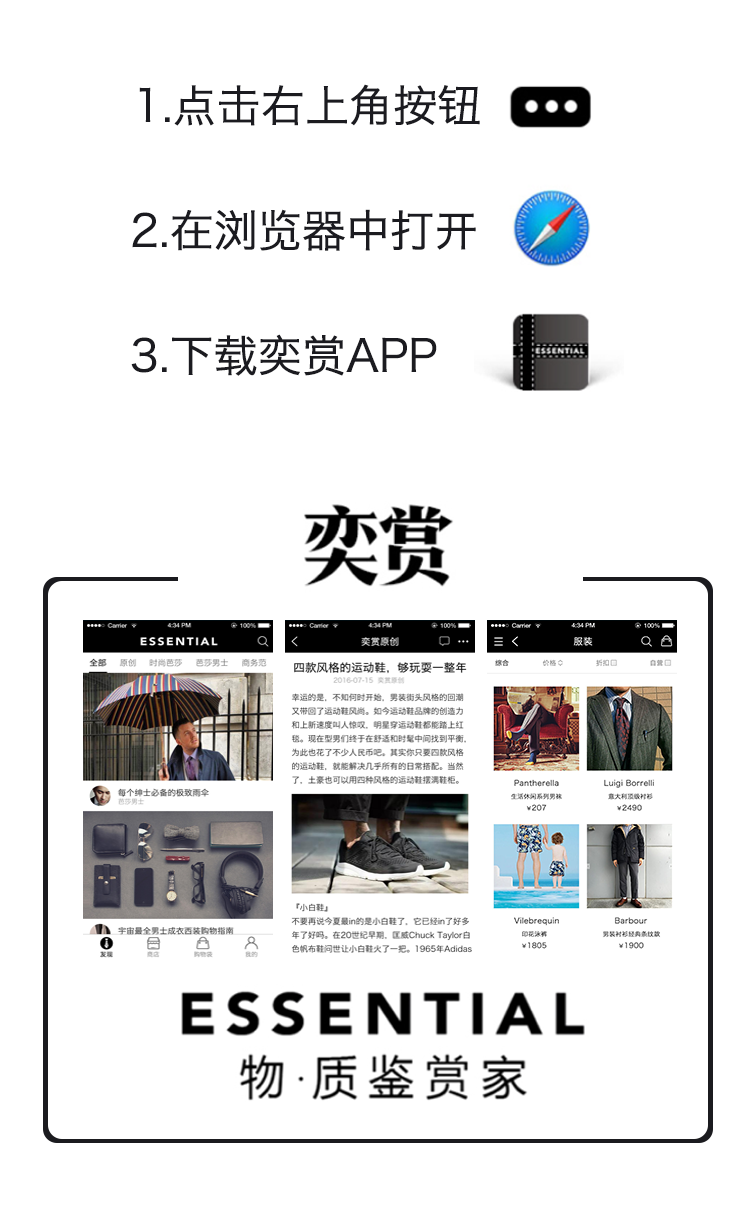 1.点击右上角按钮
2.在浏览器中打开
3.下载奕赏APP
ESSENTIAL
奕赏
Carrier
4:34 PM
100%
ESSENTIAL
全部 原创 时尚芭莎 芭莎男士 商务范
每个绅士必备的极致雨伞
芭莎男士
宇宙最全男士成衣西装购物指南
发现 商店 购物袋 我的
Carrier
4:34 PM
100%
奕赏原创
四款风格的运动鞋，够玩耍一整年
2016-07-15 奕赏原创
幸运的是，不知何时开始，男装街头风格的回潮
又带回了运动鞋风尚。如今运动鞋品牌的创造力
和上新速度叫人惊叹，明星穿运动鞋都能踏上红
毯。现在型男们终于在舒适和时髦中间找到平衡，
为此也花了不少人民币吧。其实你只要四款风格
的运动鞋，就能解决几乎所有的日常搭配。当然
了，土豪也可以用四种风格的运动鞋摆满鞋柜。
『小白鞋』
不要再说今夏最in的是小白鞋了，它已经in了好多
年了好吗。在20世纪早期，匡威Chuck Taylor白
色帆布鞋问世让小白鞋火了一把。1965年Adidas
Carrier
4:34 PM
100%
服装
综合 价格 折扣 自营
Pantherella
生活休闲系列男袜
¥207
Luigi Borrelli
意大利顶级衬衫
¥2490
Vilebrequin
印花泳裤
¥1805
Barbour
男装衬衫经典条纹款
¥1900
ESSENTIAL
物·质鉴赏家